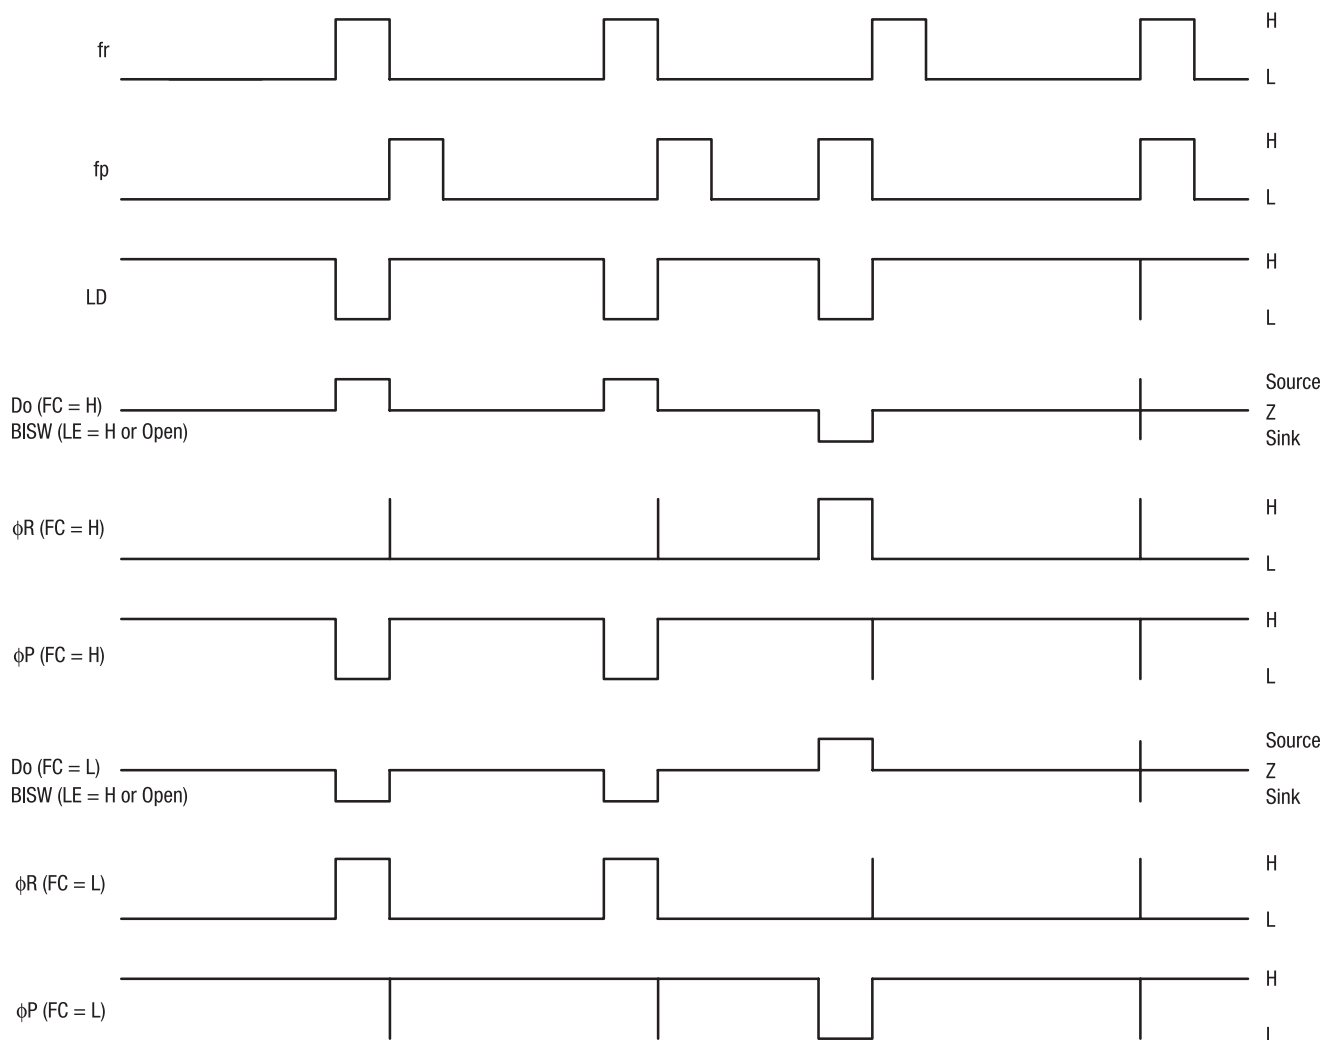 fr
H
L
fp
H
L
LD
H
L
Do (FC = H)
BISW (LE = H or Open)
Source
Z
Sink
ϕR (FC = H)
H
L
ϕP (FC = H)
H
L
Do (FC = L)
BISW (LE = H or Open)
Source
Z
Sink
ϕR (FC = L)
H
L
ϕP (FC = L)
H
L